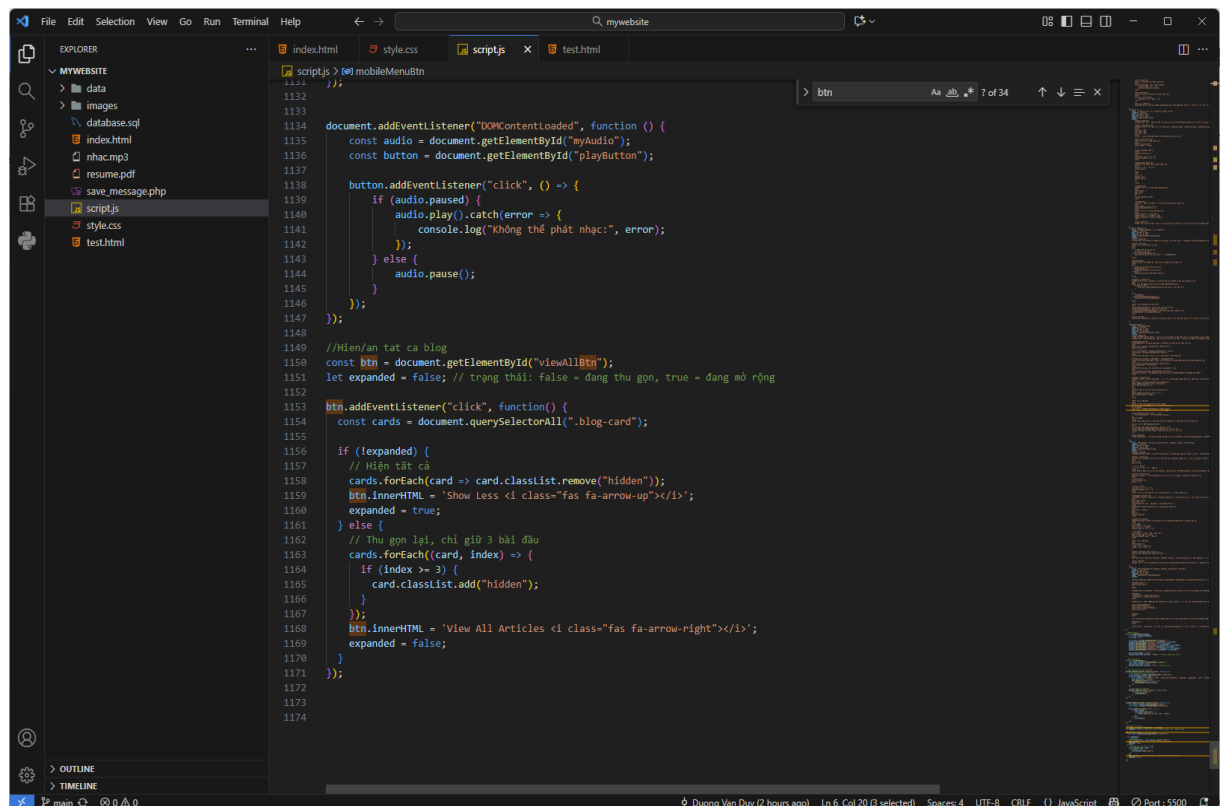 File Edit Selection View Go Run Terminal Help
mywebsite
EXPLORER
index.html
style.css
script.js
test.html
MYWEBSITE
script.js > mobileMenuBtn
data
images
database.sql
index.html
nhac.mp3
resume.pdf
save_message.php
script.js
style.css
test.html
btn
Aa ab .* ? of 34
1131 });
1132
1133
1134 document.addEventListener("DOMContentLoaded", function () {
1135 const audio = document.getElementById("myAudio");
1136 const button = document.getElementById("playButton");
1137
1138 button.addEventListener("click", () => {
1139 if (audio.paused) {
1140 audio.play().catch(error => {
1141 console.log("Không thể phát nhạc:", error);
1142 });
1143 } else {
1144 audio.pause();
1145 }
1146 });
1147 });
1148
1149 //Hien/an tat ca blog
1150 const btn = document.getElementById("viewAllBtn");
1151 let expanded = false; // trạng thái: false = đang thu gọn, true = đang mở rộng
1152
1153 btn.addEventListener("click", function() {
1154 const cards = document.querySelectorAll(".blog-card");
1155
1156 if (!expanded) {
1157 // Hiện tất cả
1158 cards.forEach(card => card.classList.remove("hidden"));
1159 btn.innerHTML = 'Show Less <i class="fas fa-arrow-up"></i>';
1160 expanded = true;
1161 } else {
1162 // Thu gọn lại, chỉ giữ 3 bài đầu
1163 cards.forEach((card, index) => {
1164 if (index >= 3) {
1165 card.classList.add("hidden");
1166 }
1167 });
1168 btn.innerHTML = 'View All Articles <i class="fas fa-arrow-right"></i>';
1169 expanded = false;
1170 }
1171 });
1172
1173
1174
OUTLINE
TIMELINE
main 0 0 Duong Van Duy (2 hours ago) Ln 6, Col 20 (3 selected) Spaces: 4 UTF-8 CRLF {} JavaScript Port : 5500